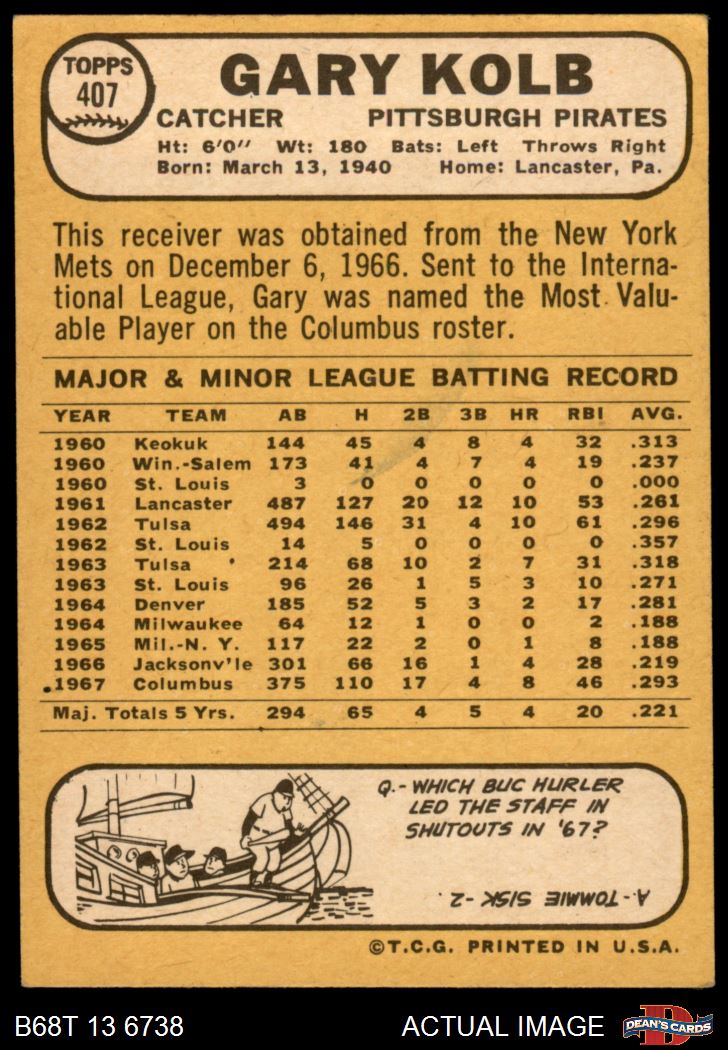 TOPPS
407
GARY KOLB
CATCHER PITTSBURGH PIRATES
Ht: 6'0" Wt: 180 Bats: Left Throws Right
Born: March 13, 1940 Home: Lancaster, Pa.
This receiver was obtained from the New York
Mets on December 6, 1966. Sent to the Interna-
tional League, Gary was named the Most Valu-
able Player on the Columbus roster.
MAJOR & MINOR LEAGUE BATTING RECORD
YEAR TEAM AB H 2B 3B HR RBI AVG.
1960 Keokuk 144 45 4 8 4 32 .313
1960 Win.-Salem 173 41 4 7 4 19 .237
1960 St. Louis 3 0 0 0 0 0 .000
1961 Lancaster 487 127 20 12 10 53 .261
1962 Tulsa 494 146 31 4 10 61 .296
1962 St. Louis 14 5 0 0 0 0 .357
1963 Tulsa 214 68 10 2 7 31 .318
1963 St. Louis 96 26 1 5 3 10 .271
1964 Denver 185 52 5 3 2 17 .281
1964 Milwaukee 64 12 1 0 0 2 .188
1965 Mil.-N. Y. 117 22 2 0 1 8 .188
1966 Jacksonv'le 301 66 16 1 4 28 .219
1967 Columbus 375 110 17 4 8 46 .293
Maj. Totals 5 Yrs. 294 65 4 5 4 20 .221
Q.- WHICH BUC HURLER
LED THE STAFF IN
SHUTOUTS IN '67?
A- TOMMIE SISK-2.
©T.C.G. PRINTED IN U.S.A.
B68T 13 6738 ACTUAL IMAGE
D
DEAN'S CARDS